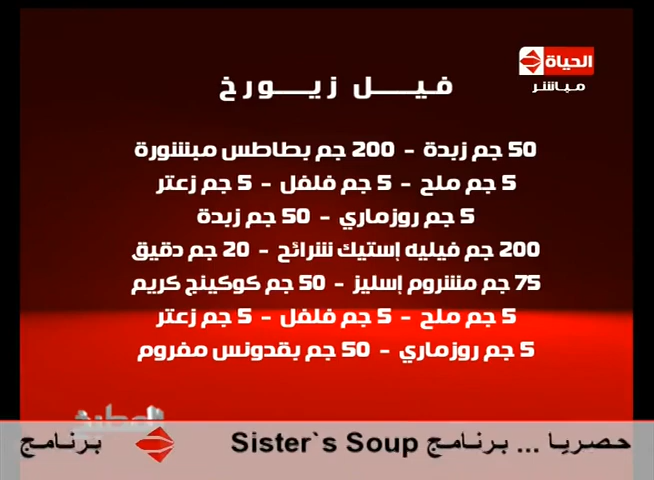 الحياة
مباشر
فيـــل زيـــورخ
50 جم زبدة - 200 جم بطاطس مبشورة
5 جم ملح - 5 جم فلفل - 5 جم زعتر
5 جم روزماري - 50 جم زبدة
200 جم فيليه إستيك شرائح - 20 جم دقيق
75 جم مشروم إسليز - 50 جم كوكينج كريم
5 جم ملح - 5 جم فلفل - 5 جم زعتر
5 جم روزماري - 50 جم بقدونس مفروم
المطبخ
حصريا ... برنامج Sister`s Soup برنامج